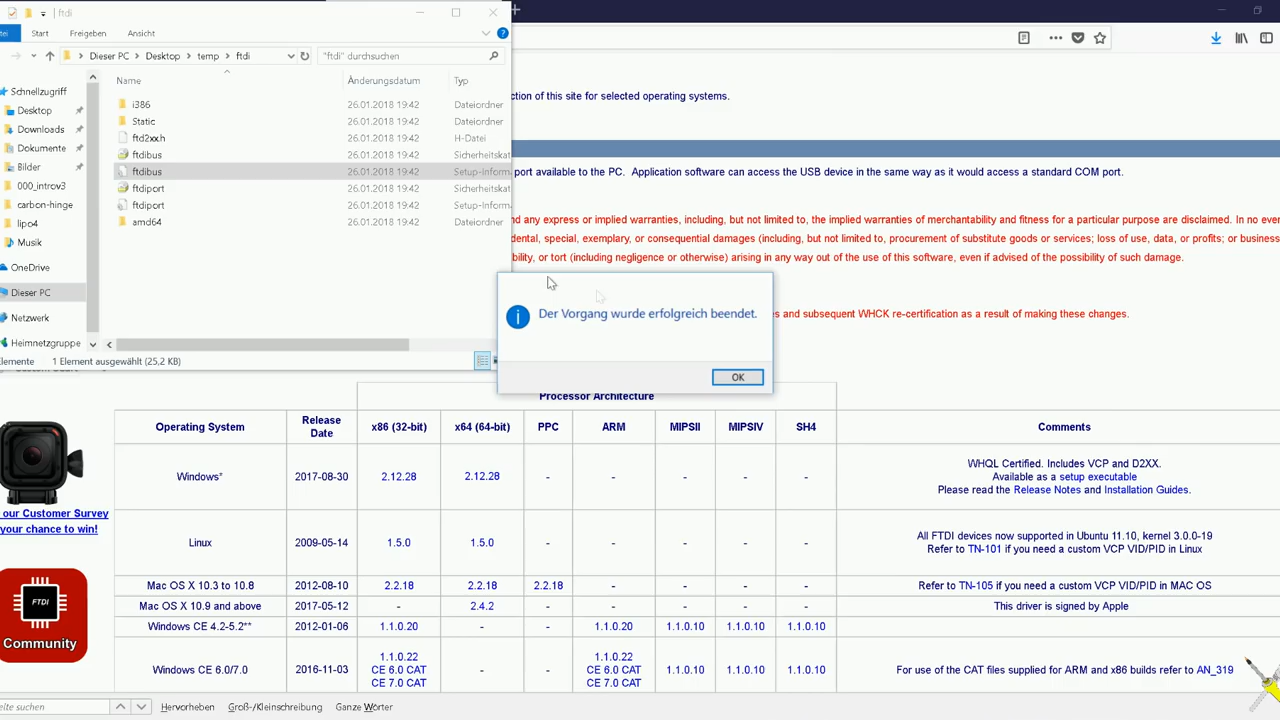 ftdi
tei
Start
Freigeben
Ansicht
?
Dieser PC
Desktop
temp
ftdi
"ftdi" durchsuchen
Name
Änderungsdatum
Typ
Schnellzugriff
Desktop
Downloads
Dokumente
Bilder
000_introv3
carbon-hinge
lipo4
Musik
OneDrive
Dieser PC
Netzwerk
Heimnetzgruppe
i386 26.01.2018 19:42 Dateiordner
Static 26.01.2018 19:42 Dateiordner
ftd2xx.h 26.01.2018 19:42 H-Datei
ftdibus 26.01.2018 19:42 Sicherheitskat
ftdibus 26.01.2018 19:42 Setup-Inform
ftdiport 26.01.2018 19:42 Sicherheitskat
ftdiport 26.01.2018 19:42 Setup-Inform
amd64 26.01.2018 19:42 Dateiordner
lemente 1 Element ausgewählt (25,2 KB)
ction of this site for selected operating systems.
port available to the PC. Application software can access the USB device in the same way as it would access a standard COM port.
nd any express or implied warranties, including, but not limited to, the implied warranties of merchantability and fitness for a particular purpose are disclaimed. In no even
dental, special, exemplary, or consequential damages (including, but not limited to, procurement of substitute goods or services; loss of use, data, or profits; or business
bility, or tort (including negligence or otherwise) arising in any way out of the use of this software, even if advised of the possibility of such damage.
es and subsequent WHCK re-certification as a result of making these changes.
Der Vorgang wurde erfolgreich beendet.
OK
our Customer Survey
your chance to win!
FTDI
Community
Processor Architecture
Operating System Release Date x86 (32-bit) x64 (64-bit) PPC ARM MIPSII MIPSIV SH4 Comments
Windows* 2017-08-30 2.12.28 2.12.28 - - - - -
WHQL Certified. Includes VCP and D2XX.
Available as a setup executable
Please read the Release Notes and Installation Guides.
Linux 2009-05-14 1.5.0 1.5.0 - - - - -
All FTDI devices now supported in Ubuntu 11.10, kernel 3.0.0-19
Refer to TN-101 if you need a custom VCP VID/PID in Linux
Mac OS X 10.3 to 10.8 2012-08-10 2.2.18 2.2.18 2.2.18 - - - - Refer to TN-105 if you need a custom VCP VID/PID in MAC OS
Mac OS X 10.9 and above 2017-05-12 - 2.4.2 - - - - - This driver is signed by Apple
Windows CE 4.2-5.2** 2012-01-06 1.1.0.20 - - 1.1.0.20 1.1.0.10 1.1.0.10 1.1.0.10
Windows CE 6.0/7.0 2016-11-03 1.1.0.22 CE 6.0 CAT CE 7.0 CAT - - 1.1.0.22 CE 6.0 CAT CE 7.0 CAT 1.1.0.10 1.1.0.10 1.1.0.10 For use of the CAT files supplied for ARM and x86 builds refer to AN_319
eite suchen
Hervorheben
Groß-/Kleinschreibung
Ganze Wörter